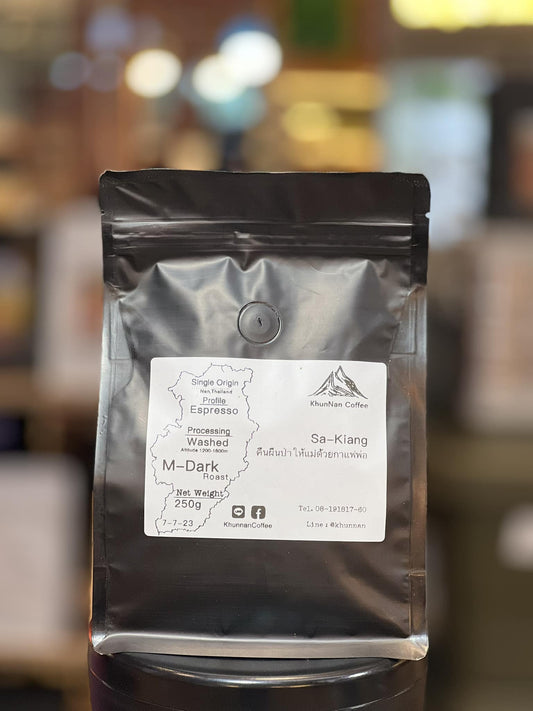 Single Origin
Nan,Thailand
Profile
Espresso
Processing
Washed
Altitude 1200-1600m
M-Dark
Roast
Net Weight
250g
7-7-23
KhunnanCoffee
KhunNan Coffee
Sa-Kiang
คืนผืนป่า ให้แม่ด้วยกาแฟพ่อ
Tel. 08-191817-60
Line : @khunnan